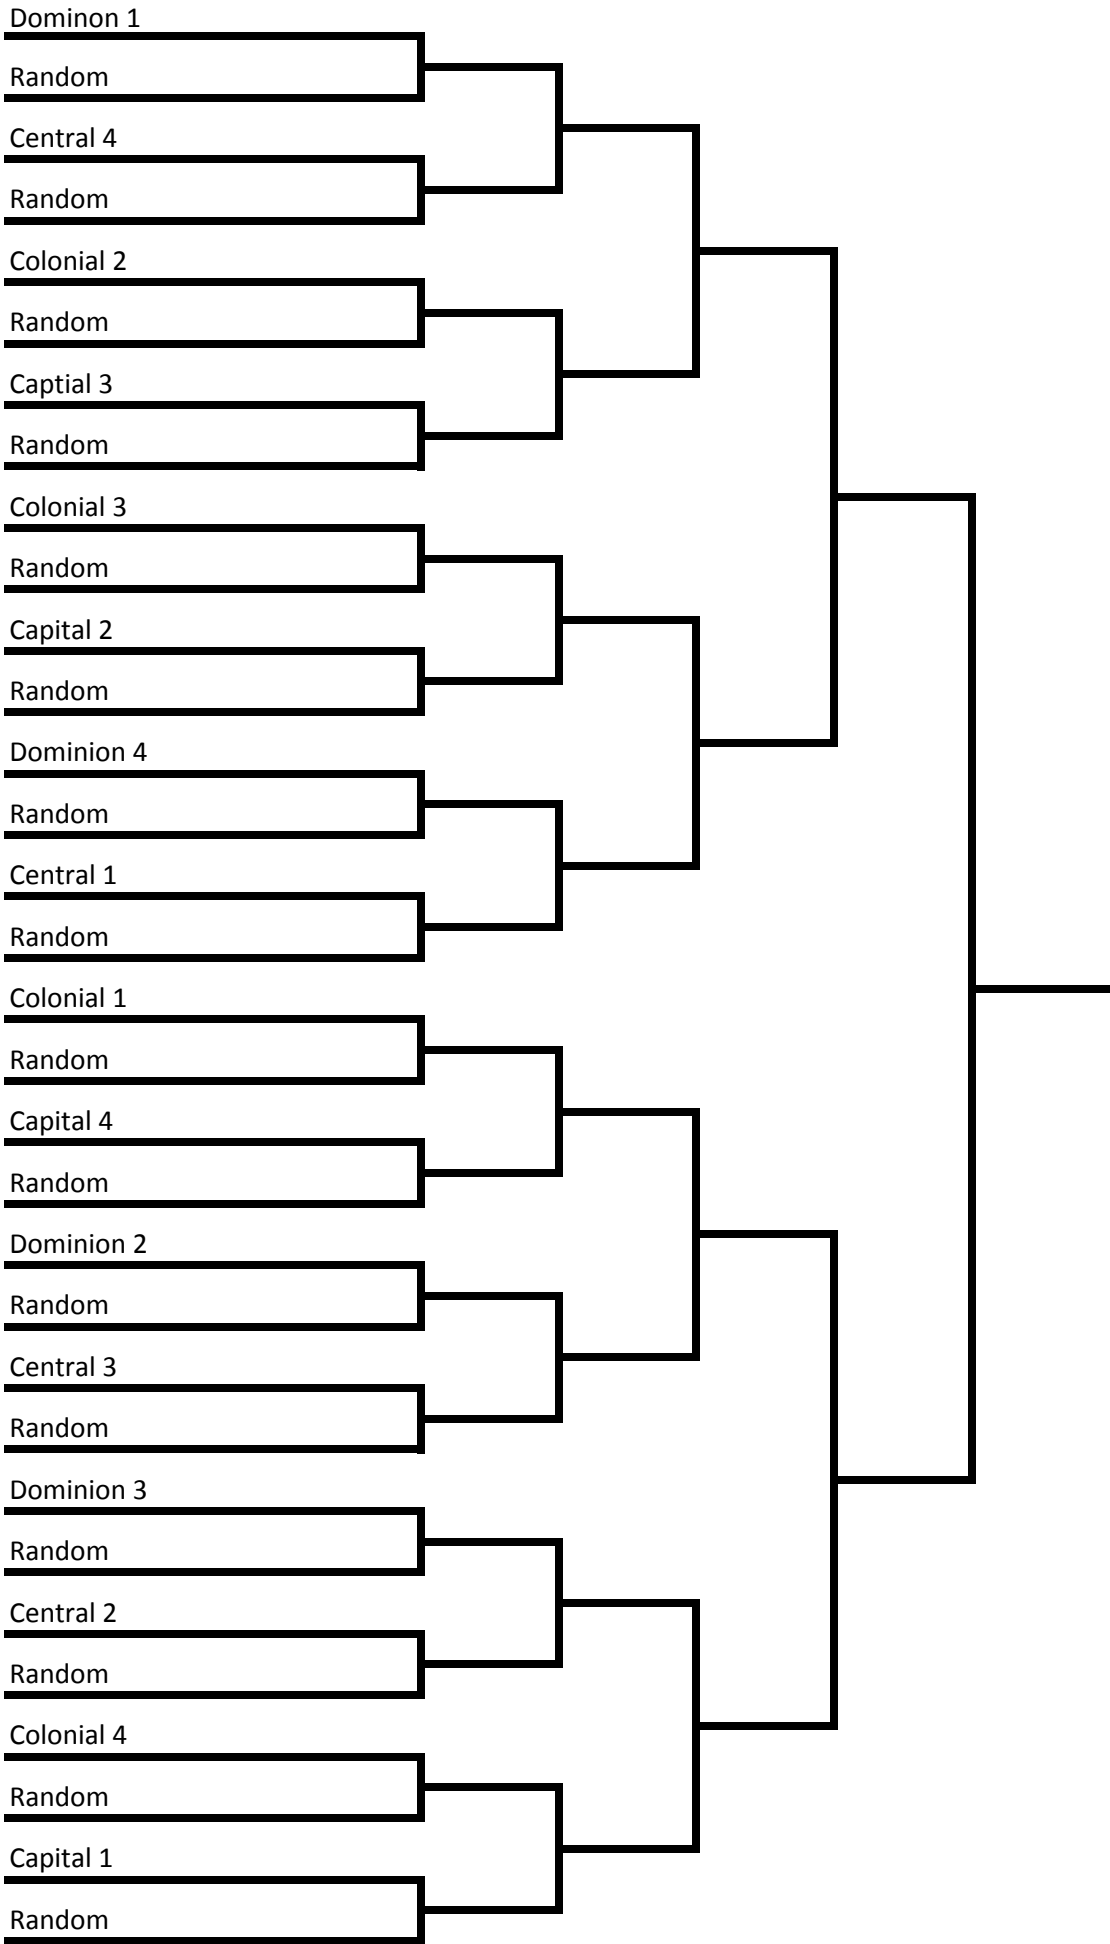 Dominon 1
Random
Central 4
Random
Colonial 2
Random
Captial 3
Random
Colonial 3
Random
Capital 2
Random
Dominion 4
Random
Central 1
Random
Colonial 1
Random
Capital 4
Random
Dominion 2
Random
Central 3
Random
Dominion 3
Random
Central 2
Random
Colonial 4
Random
Capital 1
Random